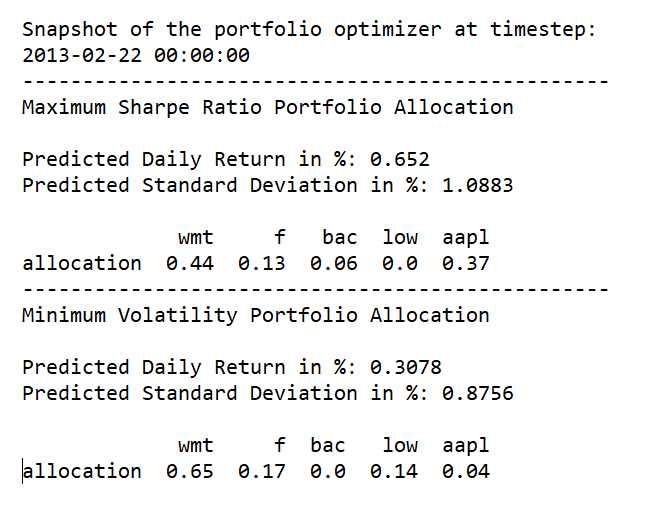 Snapshot of the portfolio optimizer at timestep:
2013-02-22 00:00:00
-------------------------------------------------
Maximum Sharpe Ratio Portfolio Allocation
Predicted Daily Return in %: 0.652
Predicted Standard Deviation in %: 1.0883
wmt f bac low aapl
allocation 0.44 0.13 0.06 0.0 0.37
-------------------------------------------------
Minimum Volatility Portfolio Allocation
Predicted Daily Return in %: 0.3078
Predicted Standard Deviation in %: 0.8756
wmt f bac low aapl
allocation 0.65 0.17 0.0 0.14 0.04